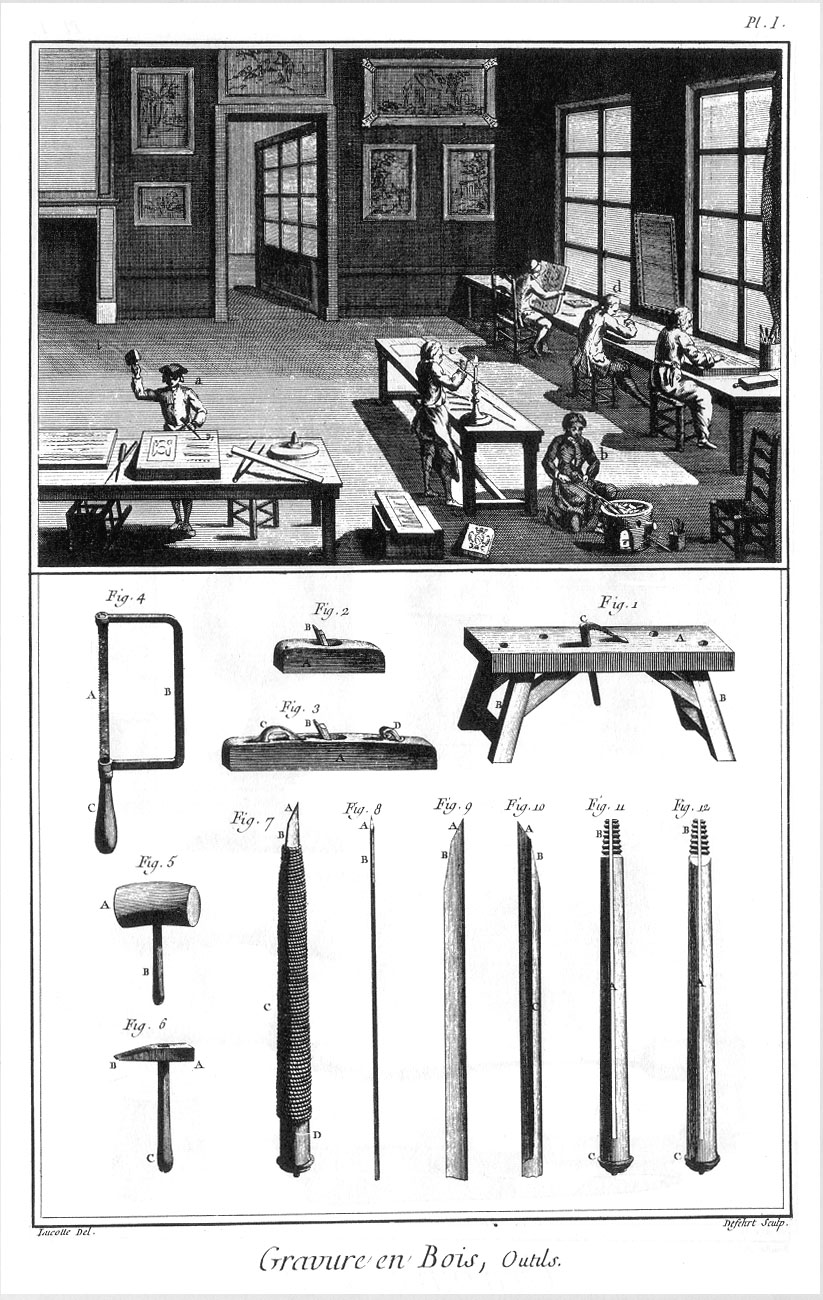 Pl. I.
a
c
d
b
Fig. 4
A
B
C
Fig. 2
B
A
Fig. 3
C
B
D
A
Fig. 1
C
A
B
B
Fig. 5
A
B
Fig. 6
B
A
C
Fig. 7
A
B
C
D
Fig. 8
A
B
Fig. 9
A
B
Fig. 10
A
B
C
Fig. 11
B
A
C
Fig. 12
B
A
C
Lucotte Del.
Defehrt Sculp.
Gravure en Bois, Outils.